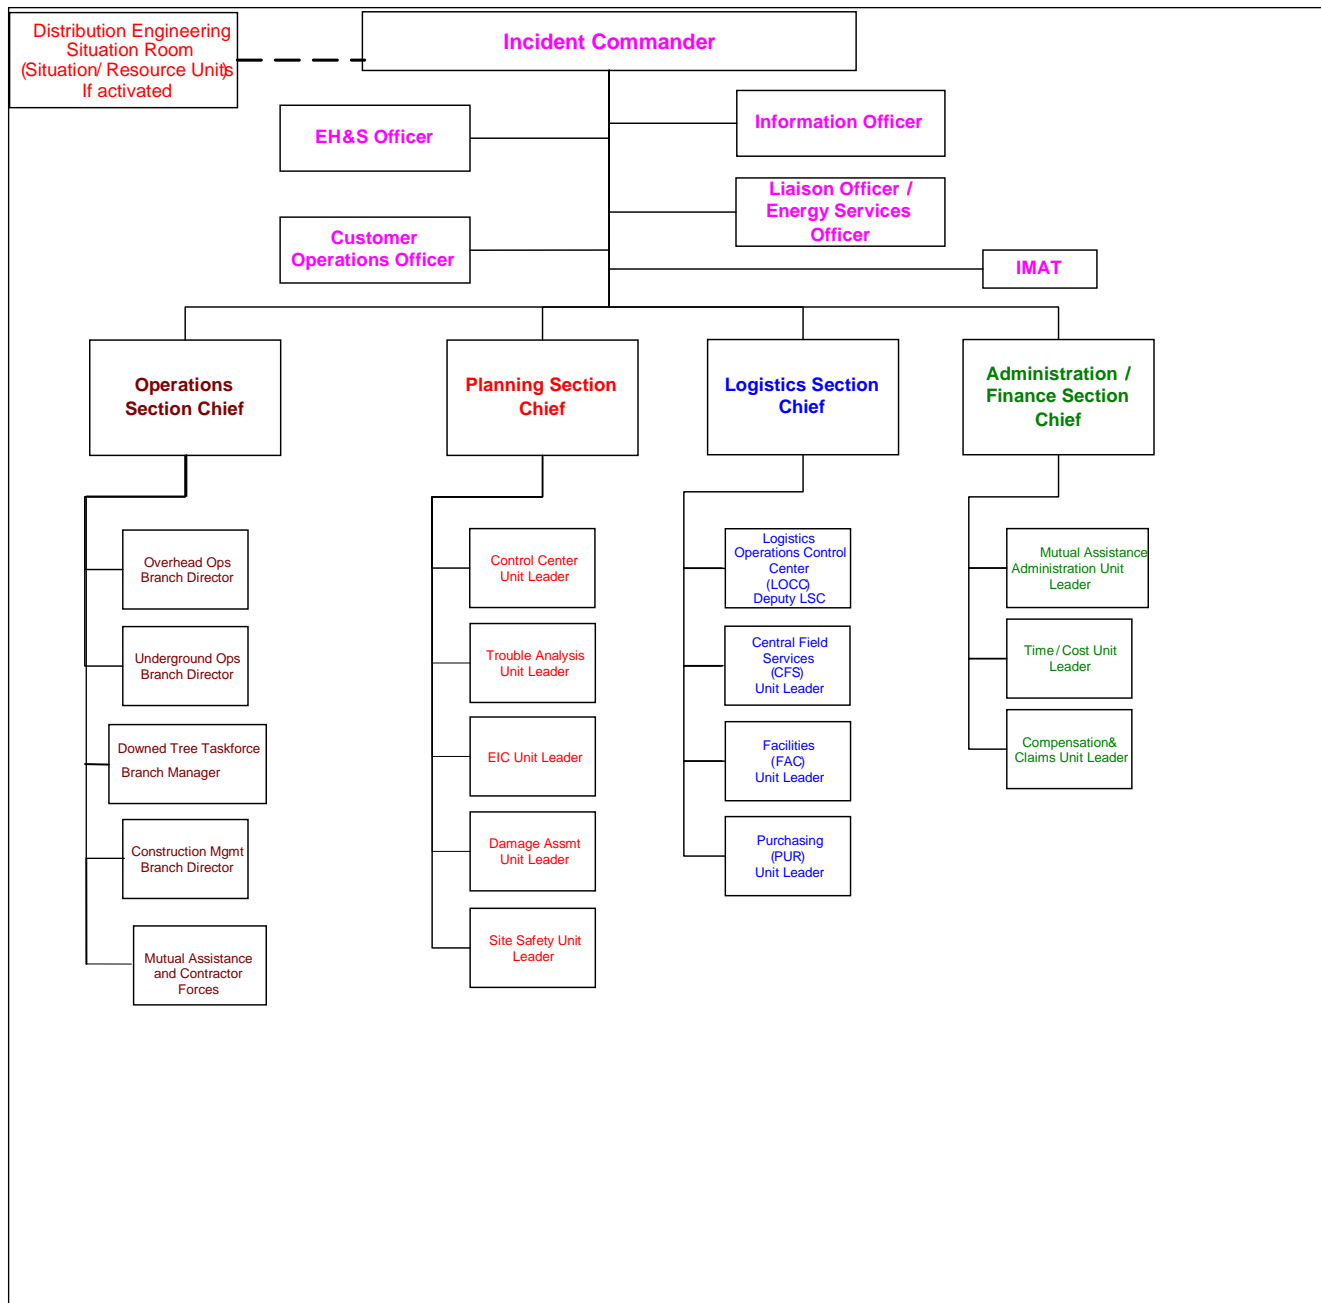 Distribution Engineering
Situation Room
(Situation/ Resource Units)
If activated
Incident Commander
EH&S Officer
Information Officer
Liaison Officer /
Energy Services
Officer
Customer
Operations Officer
IMAT
Operations
Section Chief
Planning Section
Chief
Logistics Section
Chief
Administration /
Finance Section
Chief
Overhead Ops
Branch Director
Underground Ops
Branch Director
Downed Tree Taskforce
Branch Manager
Construction Mgmt
Branch Director
Mutual Assistance
and Contractor
Forces
Control Center
Unit Leader
Trouble Analysis
Unit Leader
EIC Unit Leader
Damage Assmt
Unit Leader
Site Safety Unit
Leader
Logistics
Operations Control
Center
(LOCC)
Deputy LSC
Central Field
Services
(CFS)
Unit Leader
Facilities
(FAC)
Unit Leader
Purchasing
(PUR)
Unit Leader
Mutual Assistance
Administration Unit
Leader
Time/Cost Unit
Leader
Compensation&
Claims Unit Leader